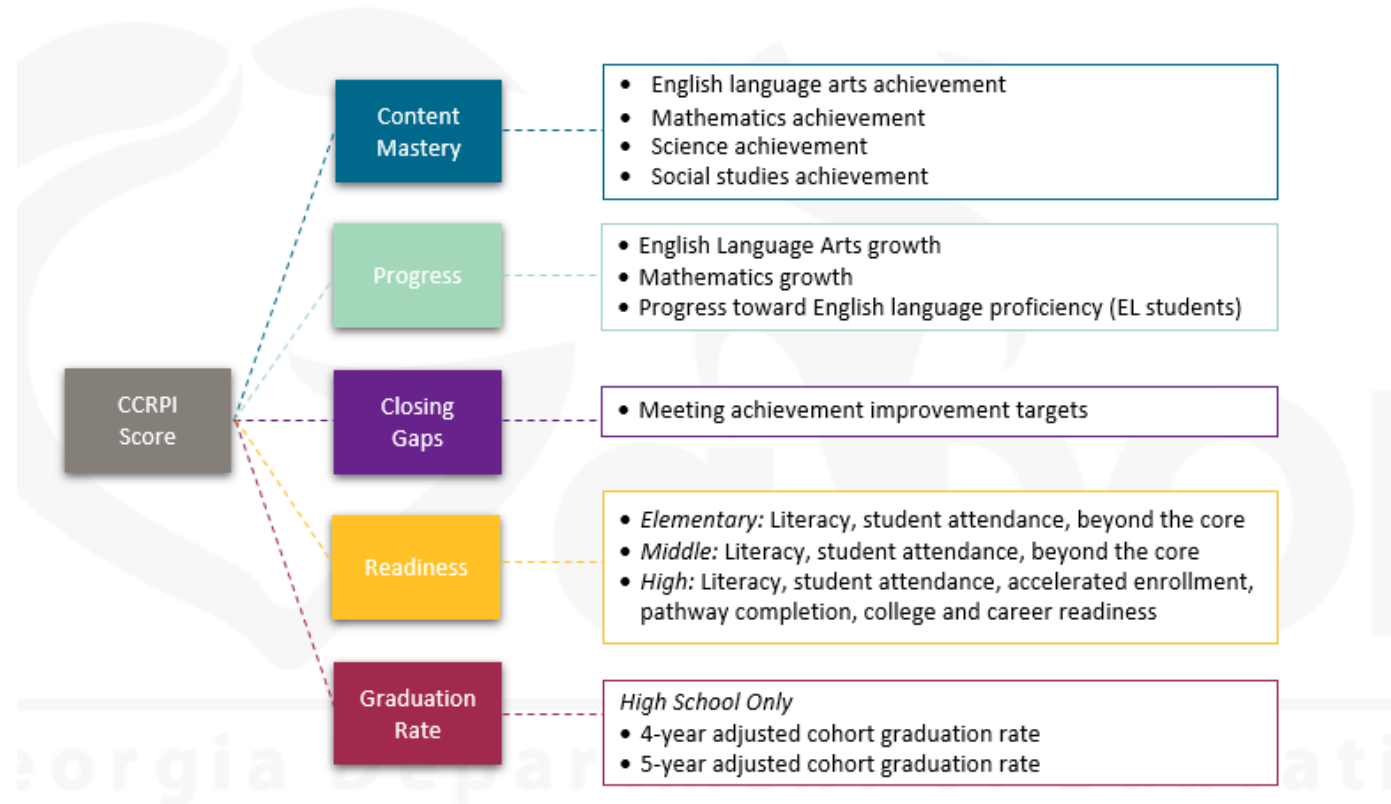 Content
Mastery
• English language arts achievement
• Mathematics achievement
• Science achievement
• Social studies achievement
Progress
• English Language Arts growth
• Mathematics growth
• Progress toward English language proficiency (EL students)
CCRPI
Score
Closing
Gaps
• Meeting achievement improvement targets
Readiness
• Elementary: Literacy, student attendance, beyond the core
• Middle: Literacy, student attendance, beyond the core
• High: Literacy, student attendance, accelerated enrollment,
pathway completion, college and career readiness
Graduation
Rate
High School Only
• 4-year adjusted cohort graduation rate
• 5-year adjusted cohort graduation rate